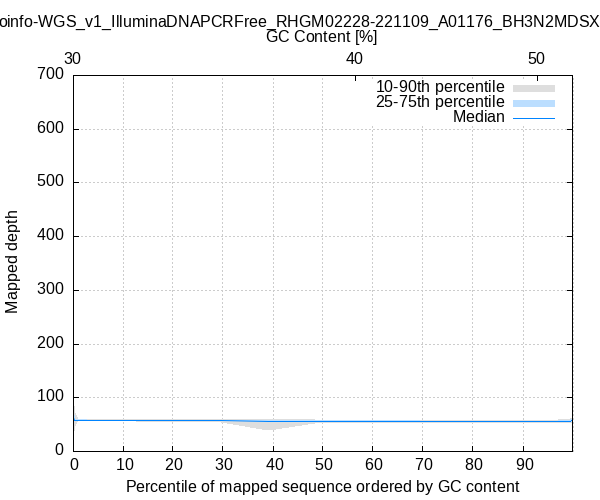 oinfo-WGS_v1_IlluminaDNAPCRFree_RHGM02228-221109_A01176_BH3N2MDSX
GC Content [%]
30 40 50
10-90th percentile
25-75th percentile
Median
700
600
500
400
300
200
100
0
Mapped depth
0 10 20 30 40 50 60 70 80 90
Percentile of mapped sequence ordered by GC content